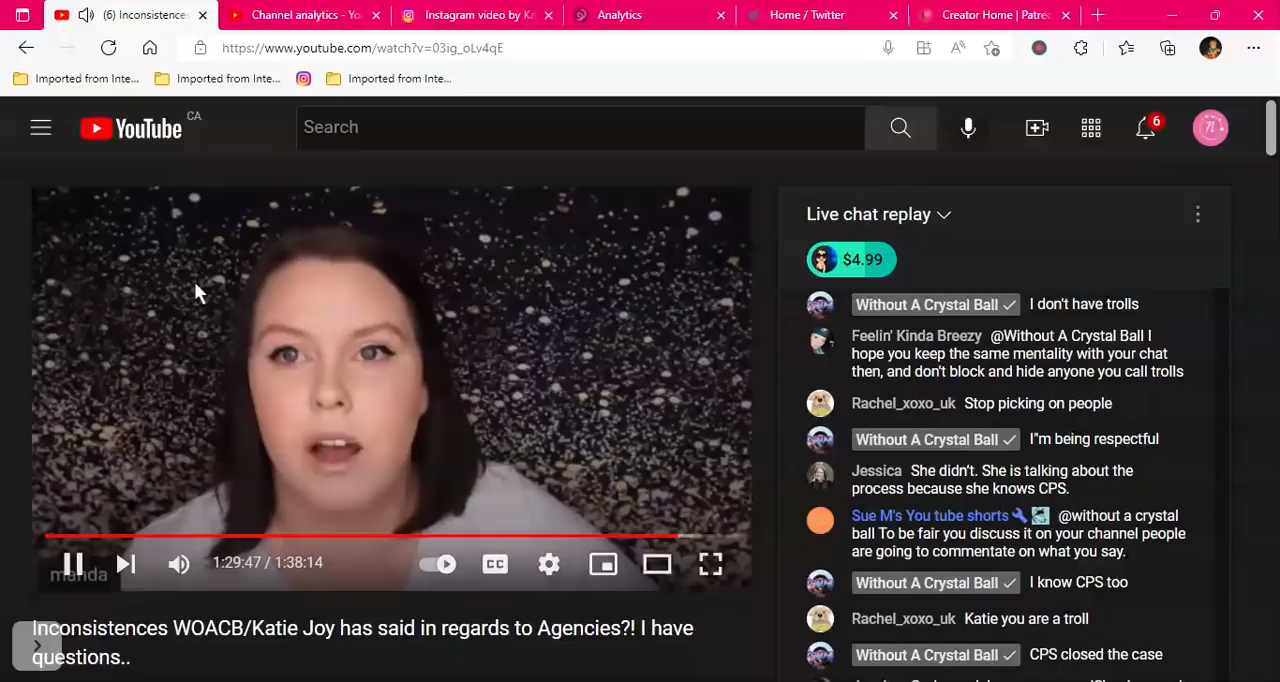 (6) Inconsistences
Channel analytics - Yo
Instagram video by Ka
Analytics
Home / Twitter
Creator Home | Patreo
https://www.youtube.com/watch?v=03ig_oLv4qE
Imported from Inte...
Imported from Inte...
Imported from Inte...
YouTube CA
Search
6
Live chat replay
$4.99
Without A Crystal Ball I don't have trolls
Feelin' Kinda Breezy @Without A Crystal Ball I
hope you keep the same mentality with your chat
then, and don't block and hide anyone you call trolls
Rachel_xoxo_uk Stop picking on people
Without A Crystal Ball I"m being respectful
Jessica She didn't. She is talking about the
process because she knows CPS.
Sue M's You tube shorts @without a crystal
ball To be fair you discuss it on your channel people
are going to commentate on what you say.
Without A Crystal Ball I know CPS too
Rachel_xoxo_uk Katie you are a troll
Without A Crystal Ball CPS closed the case
1:29:47 / 1:38:14
CC
manda
Inconsistences WOACB/Katie Joy has said in regards to Agencies?! I have
questions..